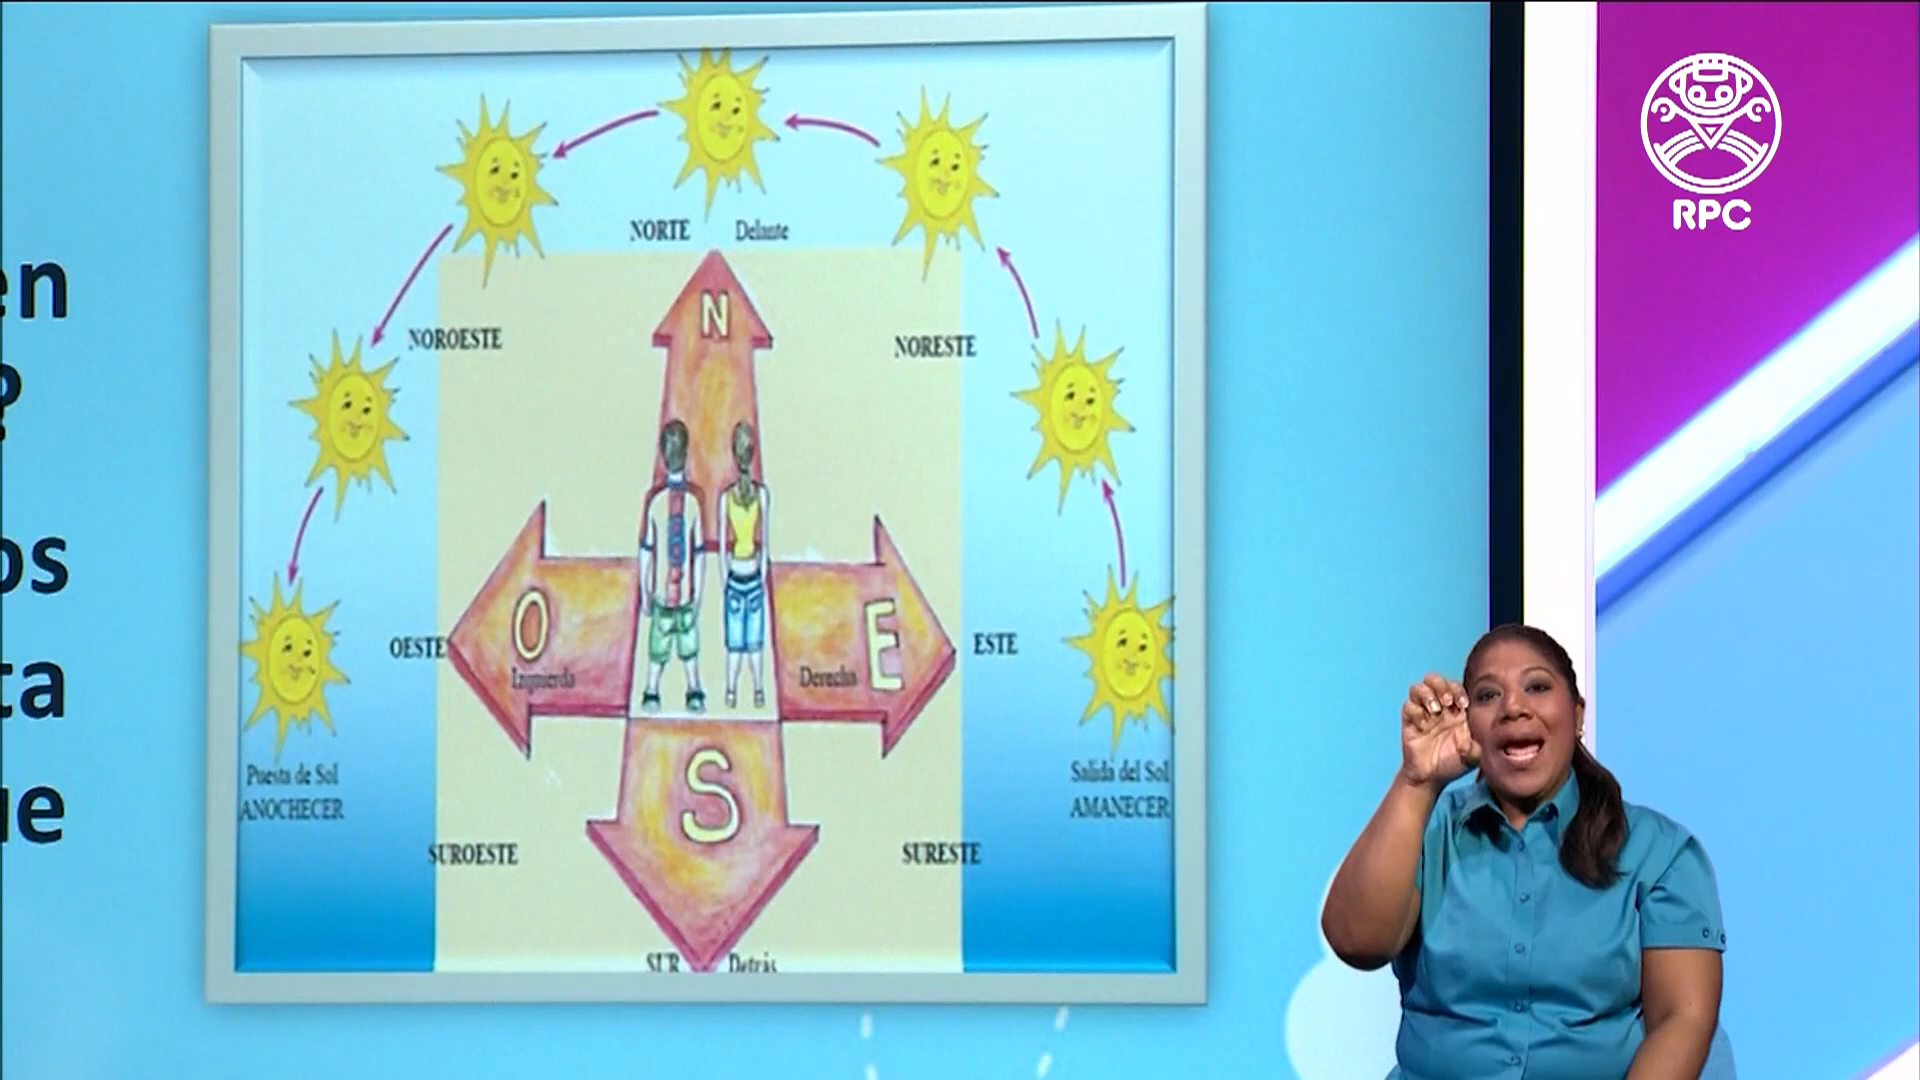 RPC
en
?
os
ta
ue
NORTE Delante
N
NOROESTE
NORESTE
O
E
OESTE
ESTE
Izquierda
Derecha
S
Puesta de Sol
ANOCHECER
Salida del Sol
AMANECER
SUROESTE
SURESTE
SUR Detrás